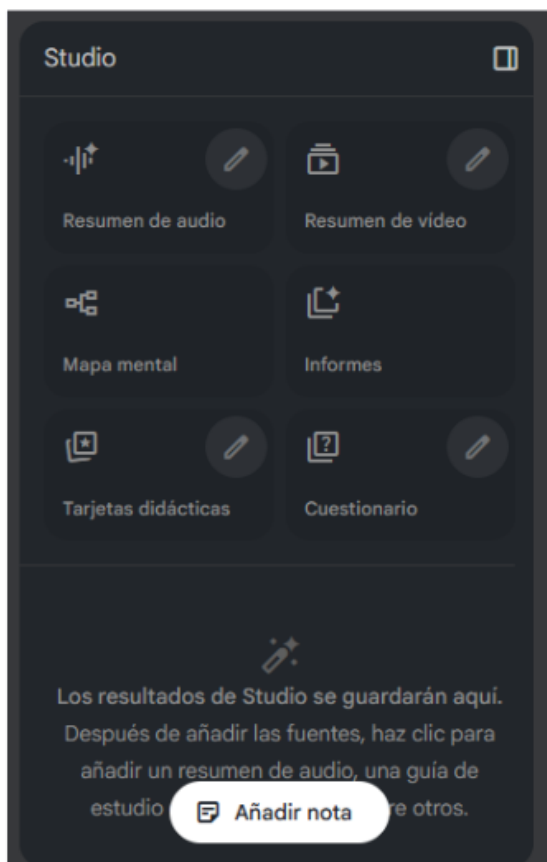 Studio
Resumen de audio
Resumen de vídeo
Mapa mental
Informes
Tarjetas didácticas
Cuestionario
Los resultados de Studio se guardarán aquí.
Después de añadir las fuentes, haz clic para
añadir un resumen de audio, una guía de
estudio re otros.
Añadir nota